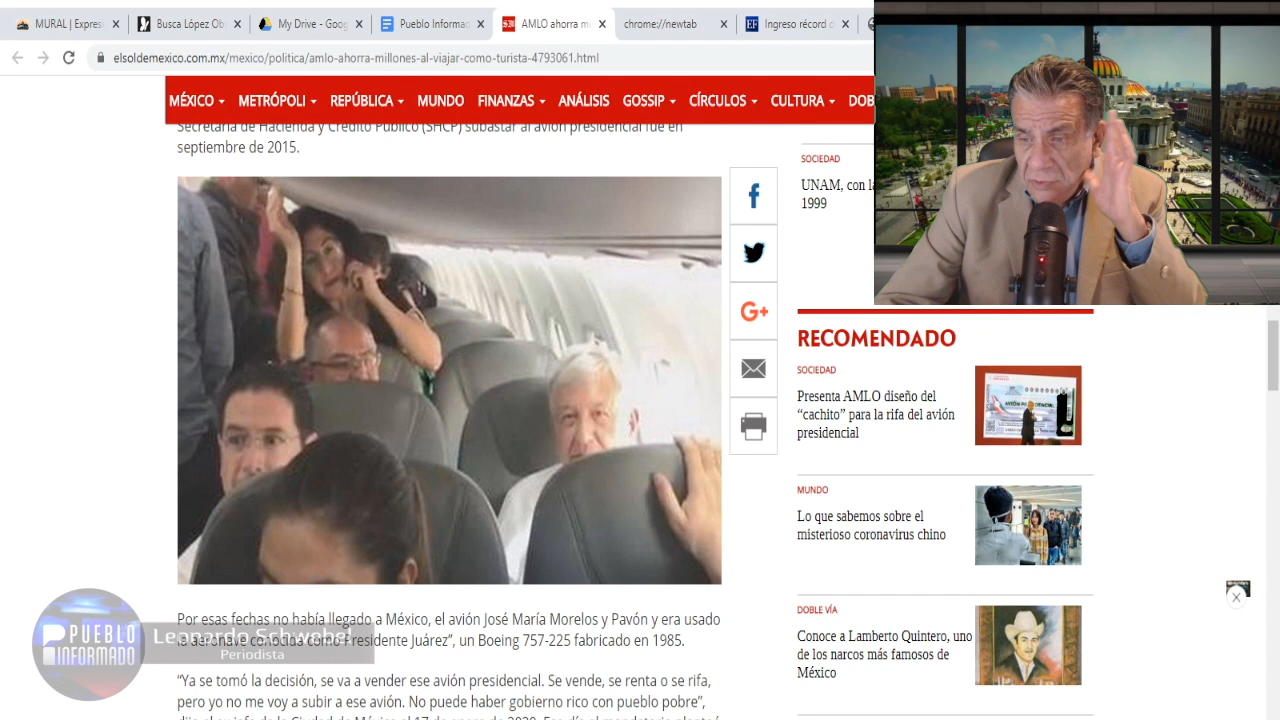 MURAL | Expres
Busca López Ob
My Drive - Goog
Pueblo Informac
AMLO ahorra mi
chrome://newtab
Ingreso récord d
elsoldemexico.com.mx/mexico/politica/amlo-ahorra-millones-al-viajar-como-turista-4793061.html
MÉXICO METRÓPOLI REPÚBLICA MUNDO FINANZAS ANÁLISIS GOSSIP CÍRCULOS CULTURA DOB
Secretaría de Hacienda y Crédito Público (SHCP) subastar al avión presidencial fue en
septiembre de 2015.
SOCIEDAD
UNAM, con la
1999
G+
RECOMENDADO
SOCIEDAD
Presenta AMLO diseño del
“cachito” para la rifa del avión
presidencial
MUNDO
Lo que sabemos sobre el
misterioso coronavirus chino
DOBLE VÍA
Conoce a Lamberto Quintero, uno
de los narcos más famosos de
México
Por esas fechas no había llegado a México, el avión José María Morelos y Pavón y era usado
la aeronave conocida como “Presidente Juárez”, un Boeing 757-225 fabricado en 1985.
“Ya se tomó la decisión, se va a vender ese avión presidencial. Se vende, se renta o se rifa,
pero yo no me voy a subir a ese avión. No puede haber gobierno rico con pueblo pobre”,
PUEBLO
INFORMADO
Leonardo Schwebel
Periodista